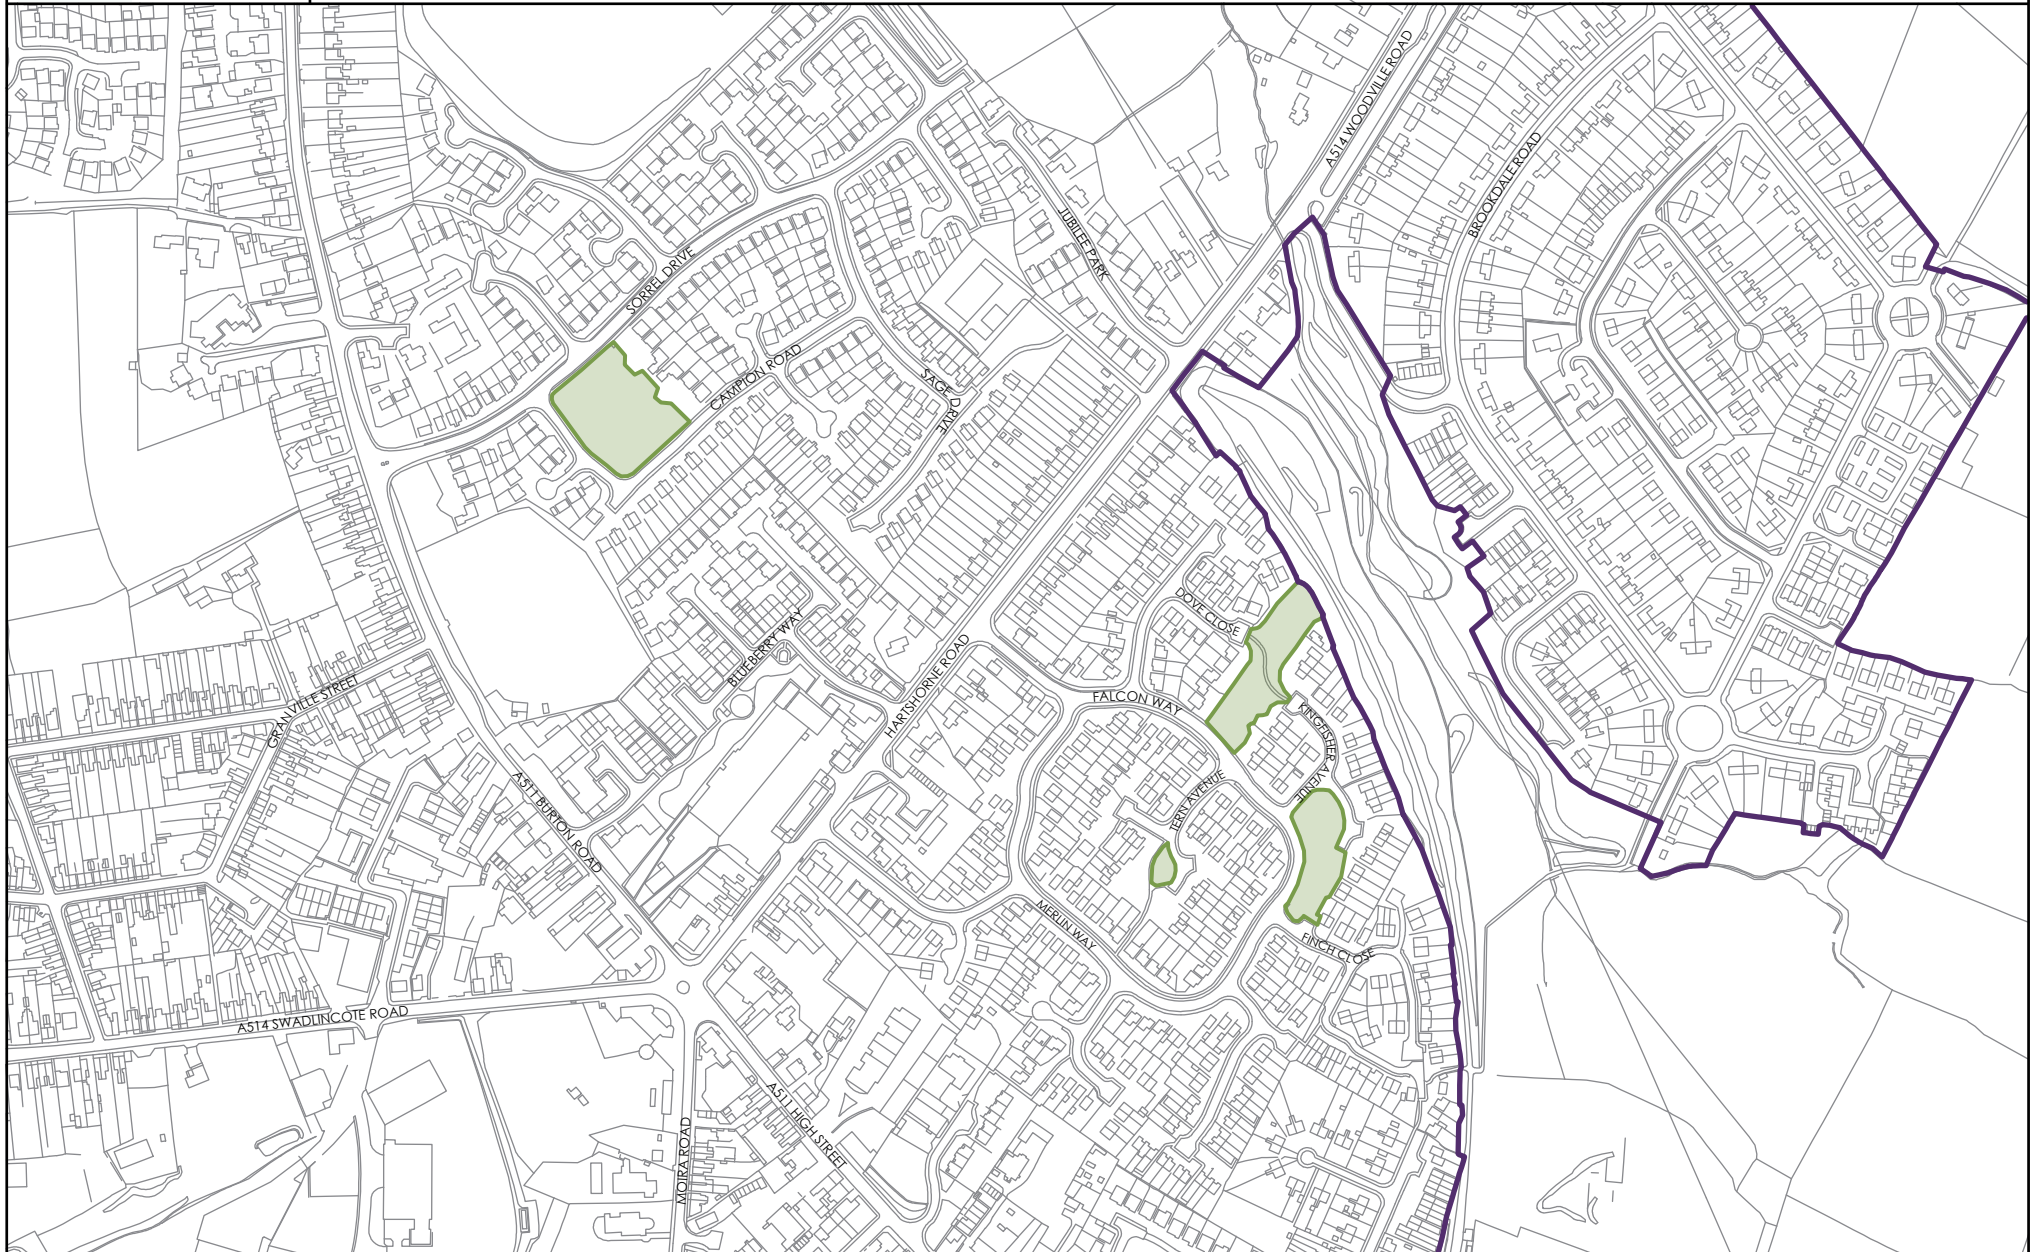 A514 WOODVILLE ROAD
BROOKDALE ROAD
JUBILEE PARK
SORREL DRIVE
CAMPION ROAD
SAGE DRIVE
DOVE CLOSE
BLUEBERRY WAY
HARTSHORNE ROAD
FALCON WAY
GRANVILLE STREET
KINGFISHER AVENUE
TERN AVENUE
A511 BURTON ROAD
MERLIN WAY
FINCH CLOSE
A514 SWADLINCOTE ROAD
A511 HIGH STREET
MOIRA ROAD